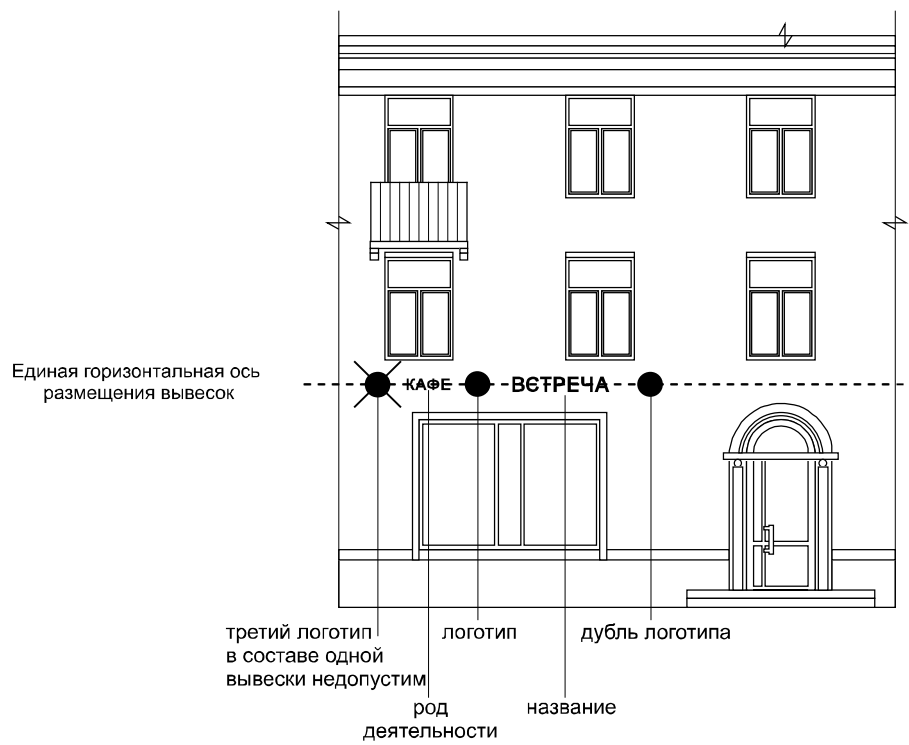 Единая горизонтальная ось
размещения вывесок
КАФЕ
ВСТРЕЧА
третий логотип
в составе одной
вывески недопустим
логотип
дубль логотипа
род
деятельности
название